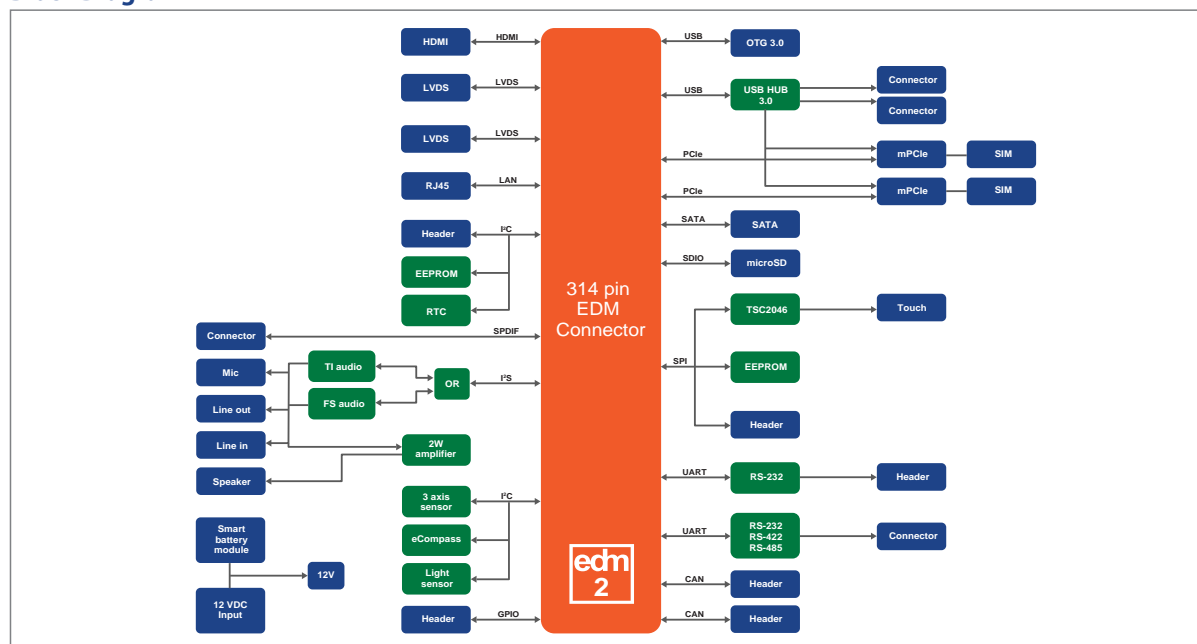 HDMI
HDMI
LVDS
LVDS
LVDS
LVDS
RJ45
LAN
Header
I²C
EEPROM
RTC
Connector
SPDIF
Mic
TI audio
Line out
FS audio
OR
I²S
Line in
2W
amplifier
Speaker
3 axis
sensor
I²C
eCompass
Light
sensor
Smart
battery
module
12V
12 VDC
Input
Header
GPIO
314 pin
EDM
Connector
edm
2
USB
OTG 3.0
USB
USB HUB
3.0
Connector
Connector
PCIe
mPCIe
SIM
PCIe
mPCIe
SIM
SATA
SATA
SDIO
microSD
SPI
TSC2046
Touch
EEPROM
Header
UART
RS-232
Header
UART
RS-232
RS-422
RS-485
Connector
CAN
Header
CAN
Header